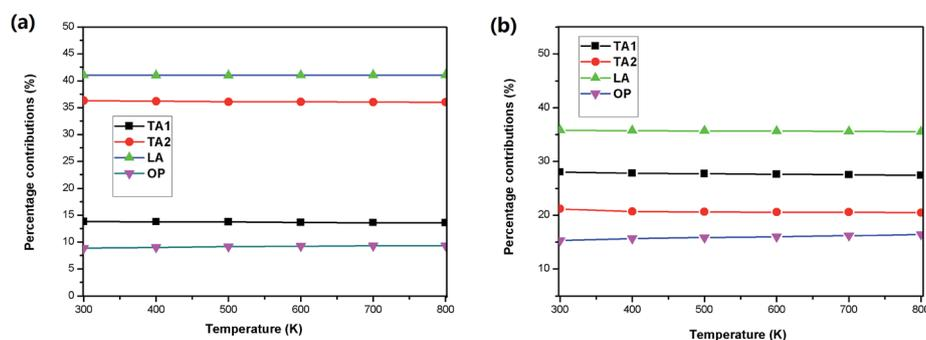 (a)
50
45
40
35
30
25
20
15
10
5
0
Percentage contributions (%)
TA1
TA2
LA
OP
300 400 500 600 700 800
Temperature (K)
(b)
50
40
30
20
10
Percentage contributions (%)
TA1
TA2
LA
OP
300 400 500 600 700 800
Temperature (K)